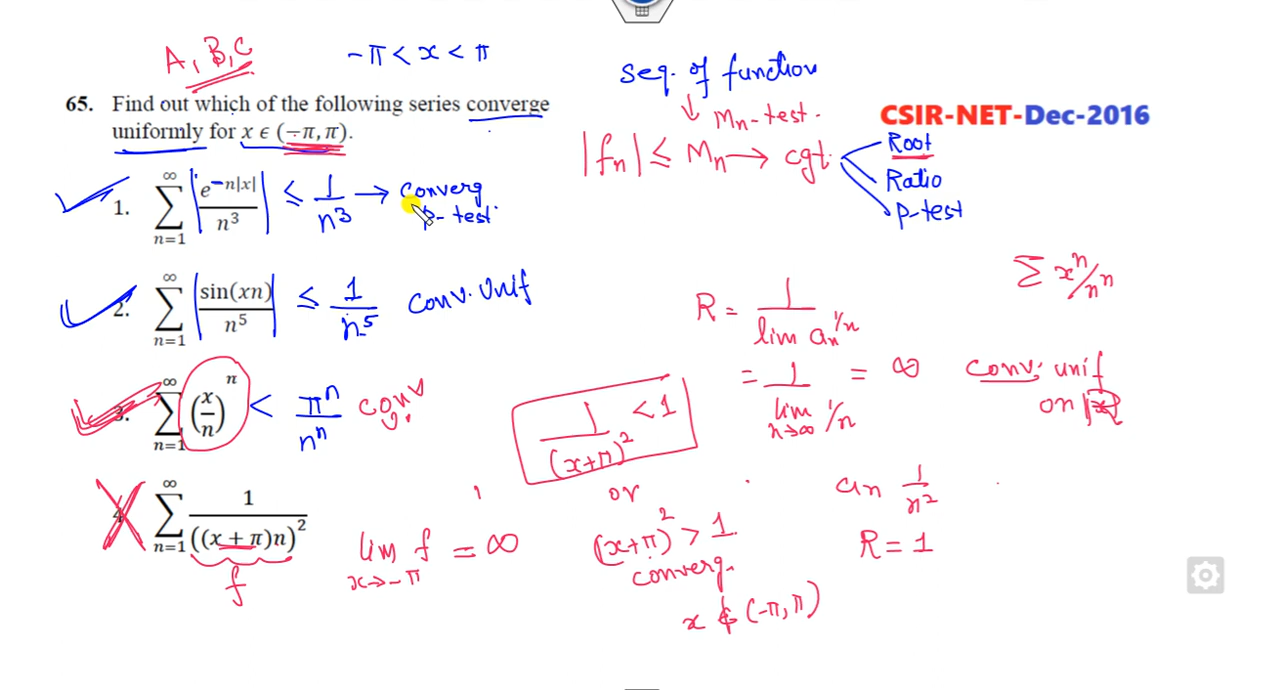 A, B, C
-π < x < π
65. Find out which of the following series converge
uniformly for x ϵ (−π, π).
1. ∑_{n=1}^{∞} |e^{−n|x|}/n^3| ≤ 1/n^3 → Converg
p-test.
2. ∑_{n=1}^{∞} |sin(xn)/n^5| ≤ 1/n^5 Conv. Unif
3. ∑_{n=1}^{∞} (x/n)^n < π^n/n^n conv
g.
4. ∑_{n=1}^{∞} 1/((x + π)n)^2
f
lim f = ∞
x→-π
Seq. of function
↓ Mn-test.
|fn| ≤ Mn → cgt.
CSIR-NET-Dec-2016
Root
Ratio
p-test
∑ x^n/n^n
R = 1/lim an^{1/n}
= 1/lim_{n→∞} 1/n = ∞ Conv. unif
on
1/(x+π)^2 < 1
or
(x+π)^2 > 1
Converg.
x ∉ (-π, π)
an 1/n^2
R = 1